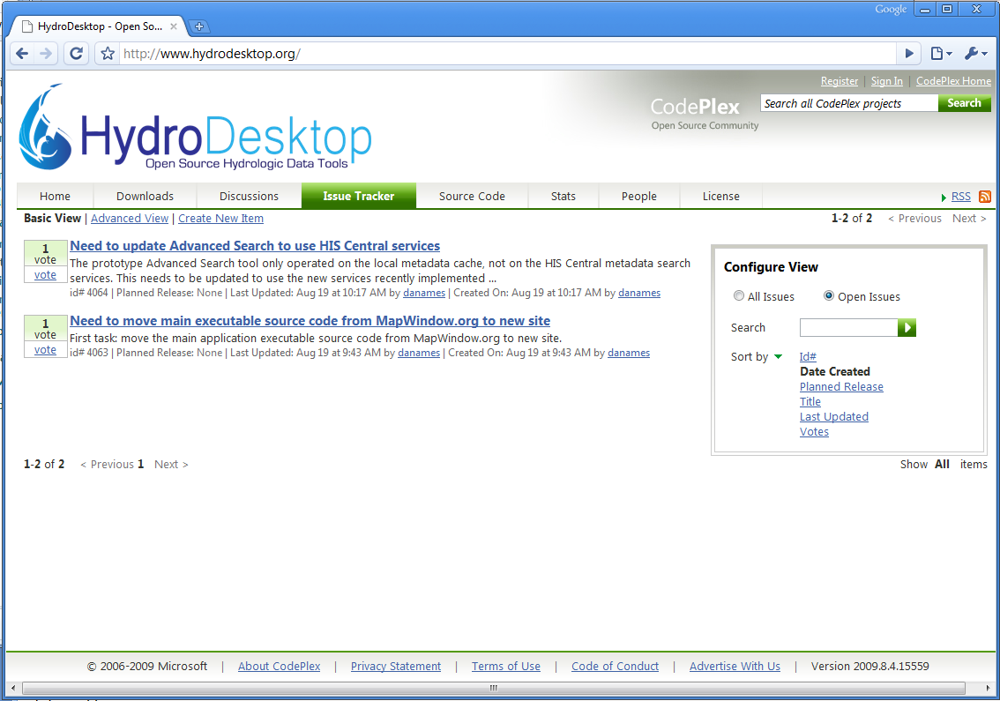 Google
HydroDesktop - Open So...
http://www.hydrodesktop.org/
Register | Sign In | CodePlex Home
CodePlex
Open Source Community
Search all CodePlex projects
Search
HydroDesktop
Open Source Hydrologic Data Tools
Home Downloads Discussions Issue Tracker Source Code Stats People License RSS
Basic View | Advanced View | Create New Item
1-2 of 2 < Previous Next >
1
vote
vote
Need to update Advanced Search to use HIS Central services
The prototype Advanced Search tool only operated on the local metadata cache, not on the HIS Central metadata search
services. This needs to be updated to use the new services recently implemented ...
id# 4064 | Planned Release: None | Last Updated: Aug 19 at 10:17 AM by danames | Created On: Aug 19 at 10:17 AM by danames
1
vote
vote
Need to move main executable source code from MapWindow.org to new site
First task: move the main application executable source code from MapWindow.org to new site.
id# 4063 | Planned Release: None | Last Updated: Aug 19 at 9:43 AM by danames | Created On: Aug 19 at 9:43 AM by danames
Configure View
All Issues Open Issues
Search
Sort by Id#
Date Created
Planned Release
Title
Last Updated
Votes
1-2 of 2 < Previous 1 Next >
Show All items
© 2006-2009 Microsoft | About CodePlex | Privacy Statement | Terms of Use | Code of Conduct | Advertise With Us | Version 2009.8.4.15559